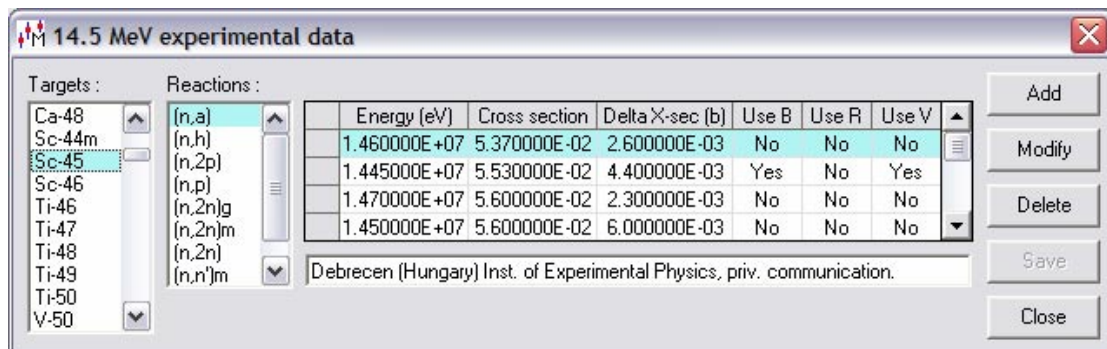 14.5 MeV experimental data
Targets :
Ca-48
Sc-44m
Sc-45
Sc-46
Ti-46
Ti-47
Ti-48
Ti-49
Ti-50
V-50
Reactions :
(n,a)
(n,h)
(n,2p)
(n,p)
(n,2n)g
(n,2n)m
(n,2n)
(n,n')m
Energy (eV) Cross section Delta X-sec (b) Use B Use R Use V
1.460000E+07 5.370000E-02 2.600000E-03 No No No
1.445000E+07 5.530000E-02 4.400000E-03 Yes No Yes
1.470000E+07 5.600000E-02 2.300000E-03 No No No
1.450000E+07 5.600000E-02 6.000000E-03 No No No
Debrecen (Hungary) Inst. of Experimental Physics, priv. communication.
Add
Modify
Delete
Save
Close